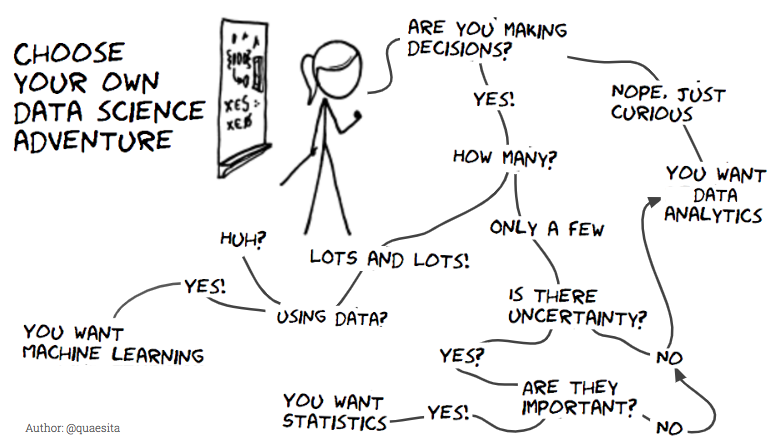 CHOOSE
YOUR OWN
DATA SCIENCE
ADVENTURE
ARE YOU MAKING
DECISIONS?
YES!
NOPE, JUST
CURIOUS
YOU WANT
DATA
ANALYTICS
HOW MANY?
ONLY A FEW
LOTS AND LOTS!
HUH?
YES!
USING DATA?
YOU WANT
MACHINE LEARNING
IS THERE
UNCERTAINTY?
YES?
NO
ARE THEY
IMPORTANT?
YES!
NO
YOU WANT
STATISTICS
Author: @quaesita